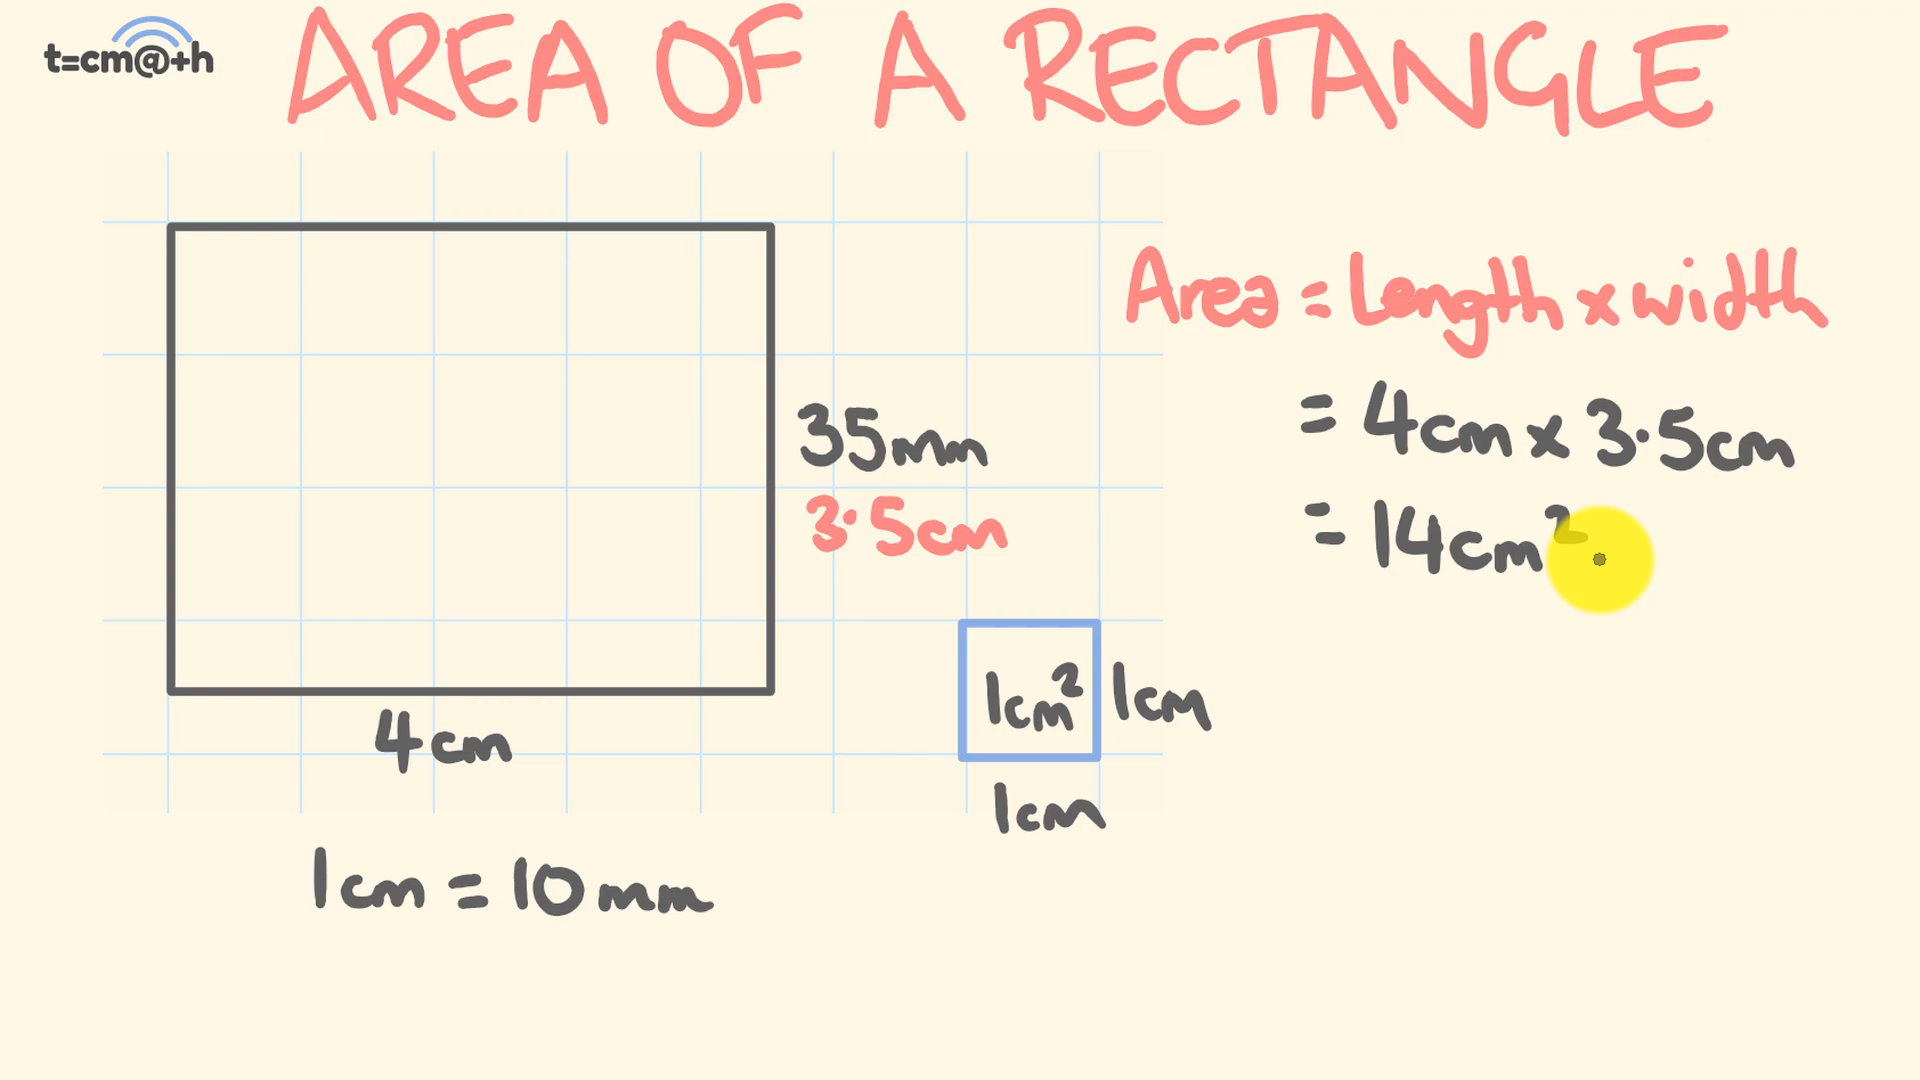 t=cm@+h
AREA OF A RECTANGLE
Area = Length x width
= 4cm x 3.5cm
= 14cm²
35mm
3.5cm
4cm
1cm²
1cm
1cm
1cm = 10mm